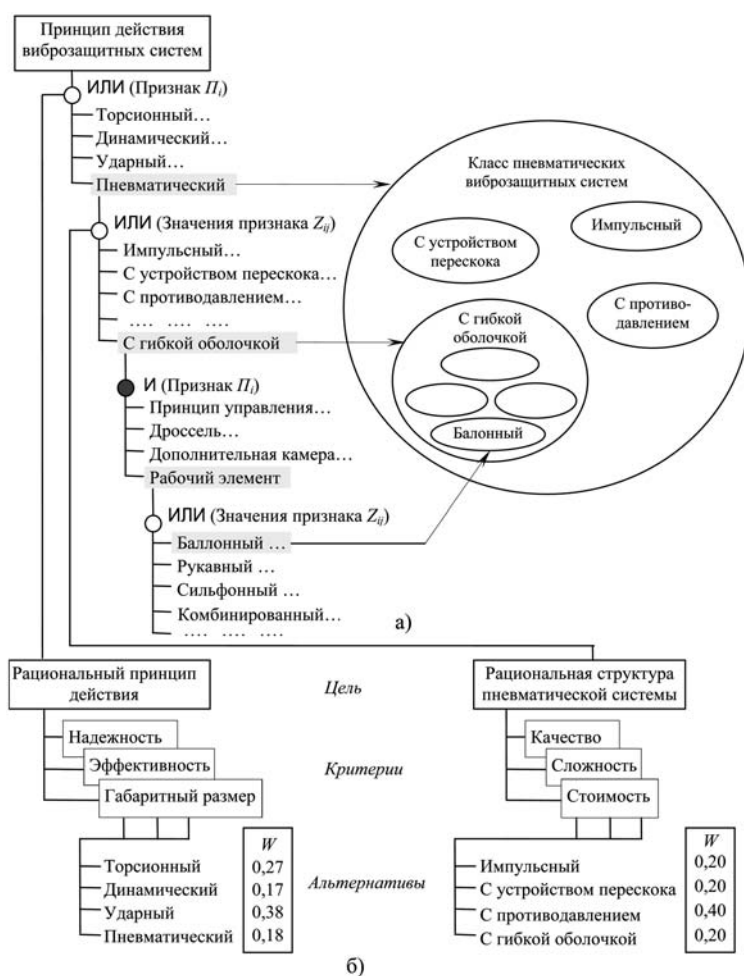 Принцип действия
виброзащитных систем
ИЛИ (Признак Пi)
Торсионный…
Динамический…
Ударный…
Пневматический
ИЛИ (Значения признака Zij)
Импульсный…
С устройством перескока…
С противодавлением…
…. …. ….
С гибкой оболочкой
И (Признак Пi)
Принцип управления…
Дроссель…
Дополнительная камера…
Рабочий элемент
ИЛИ (Значения признака Zij)
Баллонный …
Рукавный …
Сильфонный …
Комбинированный…
…. …. ….
Класс пневматических
виброзащитных систем
С устройством
перескока
Импульсный
С противо-
давлением
С гибкой
оболочкой
Балонный
а)
Рациональный принцип
действия
Надежность
Эффективность
Габаритный размер
Торсионный
Динамический
Ударный
Пневматический
W
0,27
0,17
0,38
0,18
Цель
Критерии
Альтернативы
Рациональная структура
пневматической системы
Качество
Сложность
Стоимость
Импульсный
С устройством перескока
С противодавлением
С гибкой оболочкой
W
0,20
0,20
0,40
0,20
б)